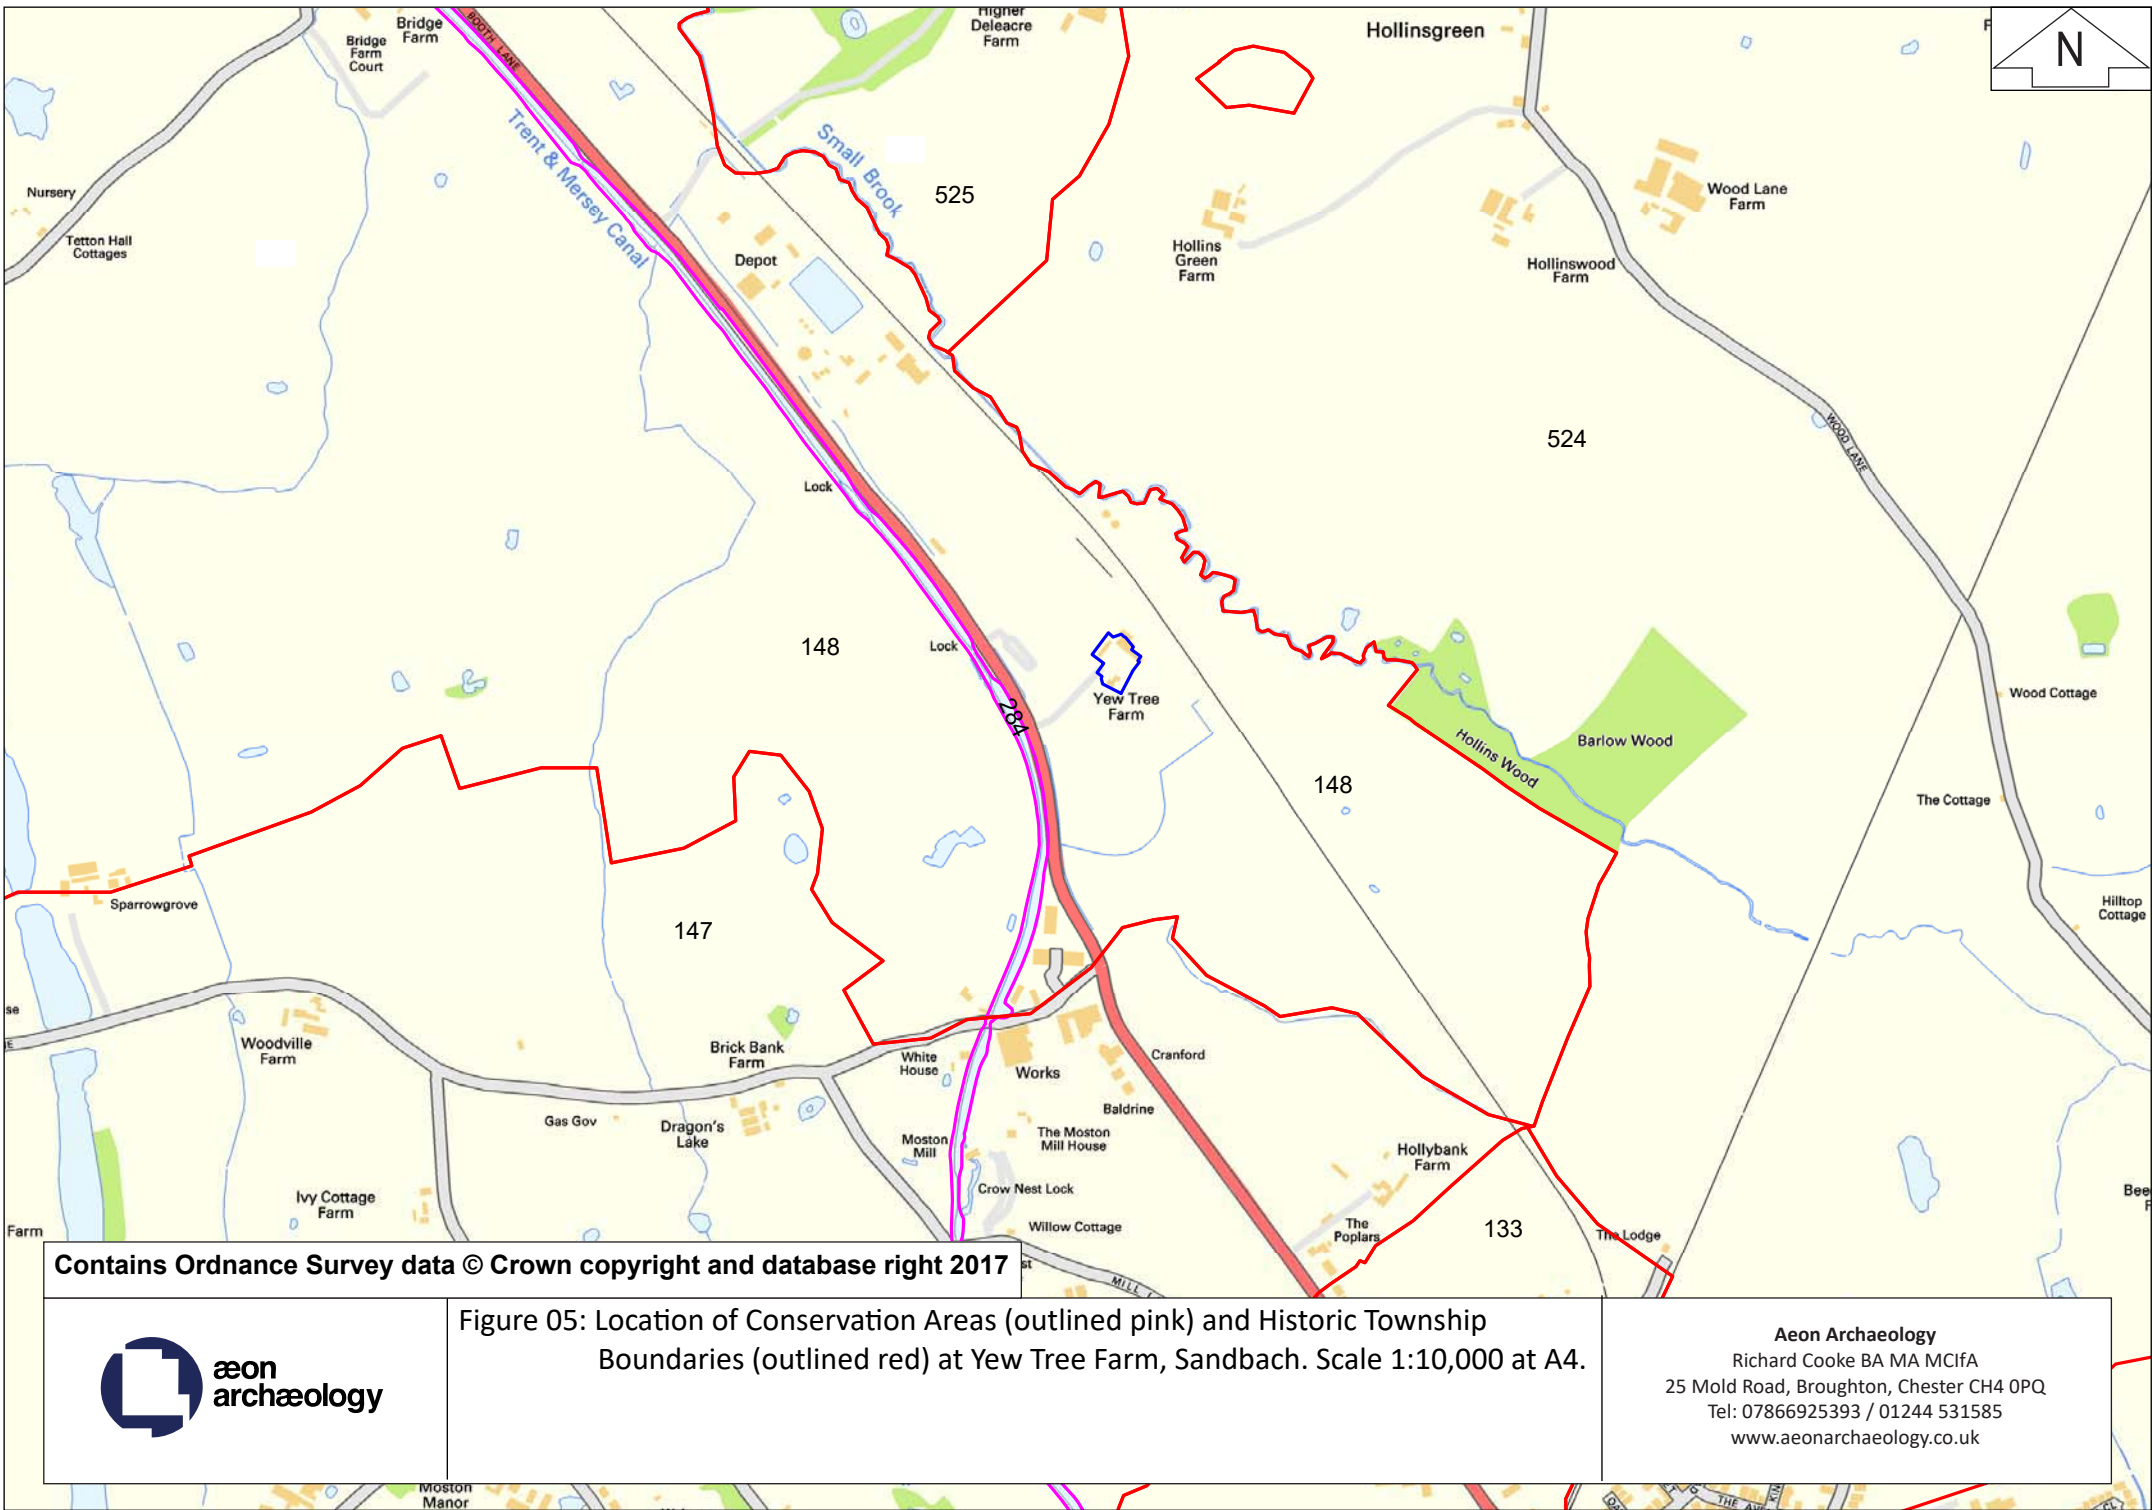 Bridge
Farm
Bridge
Farm
Court
BOOTH LANE
Higher
Deleacre
Farm
Hollinsgreen
N
Trent & Mersey Canal
Small Brook
525
Nursery
Tetton Hall
Cottages
Depot
Hollins
Green
Farm
Wood Lane
Farm
Hollinswood
Farm
524
WOOD LANE
Lock
148
Lock
284
Yew Tree
Farm
148
Hollins Wood
Barlow Wood
Wood Cottage
The Cottage
Hilltop
Cottage
Sparrowgrove
147
Woodville
Farm
Brick Bank
Farm
White
House
Works
Cranford
Baldrine
Gas Gov
Dragon's
Lake
Moston
Mill
The Moston
Mill House
Hollybank
Farm
Crow Nest Lock
Ivy Cottage
Farm
Willow Cottage
The
Poplars
133
The Lodge
Farm
MILL
Contains Ordnance Survey data © Crown copyright and database right 2017
æon
archæology
Figure 05: Location of Conservation Areas (outlined pink) and Historic Township
Boundaries (outlined red) at Yew Tree Farm, Sandbach. Scale 1:10,000 at A4.
Aeon Archaeology
Richard Cooke BA MA MCIfA
25 Mold Road, Broughton, Chester CH4 0PQ
Tel: 07866925393 / 01244 531585
www.aeonarchaeology.co.uk
Moston
Manor
THE AVE